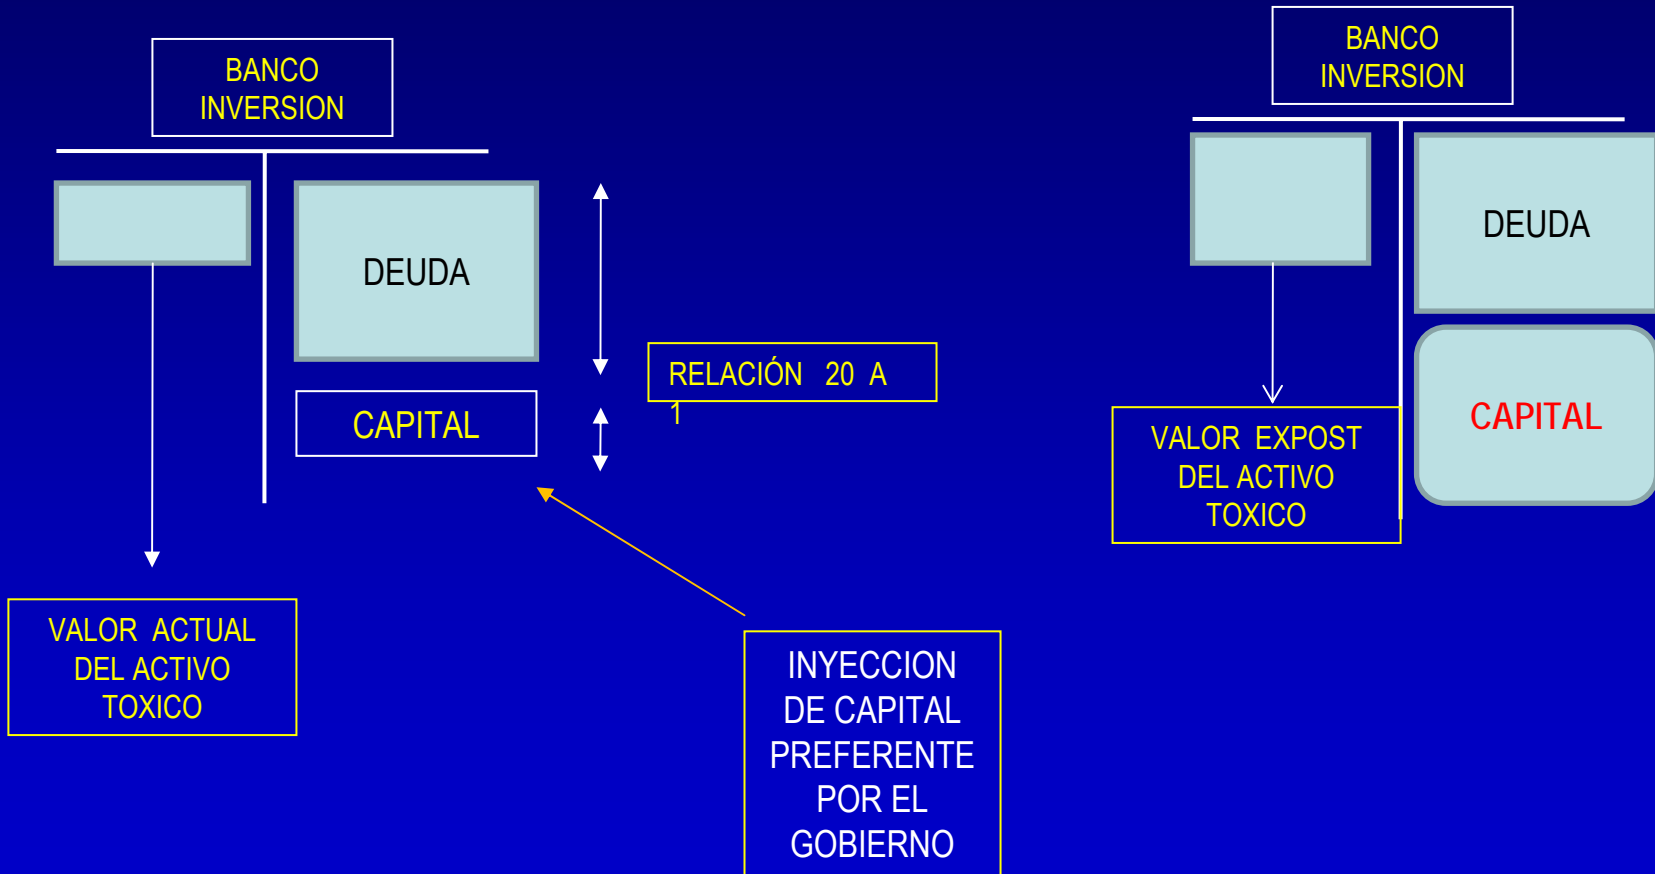 BANCO
INVERSION
DEUDA
CAPITAL
RELACIÓN 20 A
1
VALOR ACTUAL
DEL ACTIVO
TOXICO
INYECCION
DE CAPITAL
PREFERENTE
POR EL
GOBIERNO
BANCO
INVERSION
DEUDA
CAPITAL
VALOR EXPOST
DEL ACTIVO
TOXICO